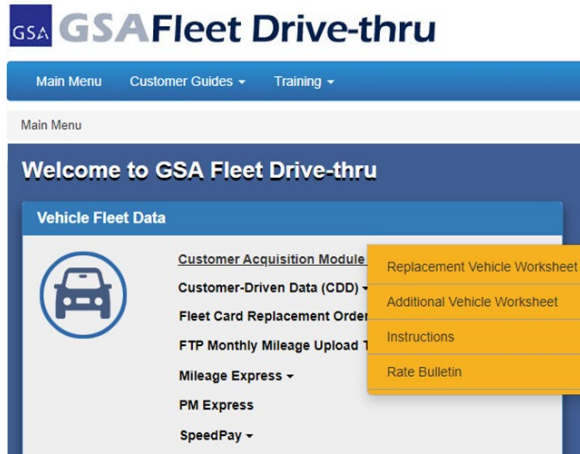 GSA GSAFleet Drive-thru
Main Menu Customer Guides Training
Main Menu
Welcome to GSA Fleet Drive-thru
Vehicle Fleet Data
Customer Acquisition Module
Replacement Vehicle Worksheet
Customer-Driven Data (CDD)
Additional Vehicle Worksheet
Fleet Card Replacement Order
Instructions
FTP Monthly Mileage Upload T
Rate Bulletin
Mileage Express
PM Express
SpeedPay